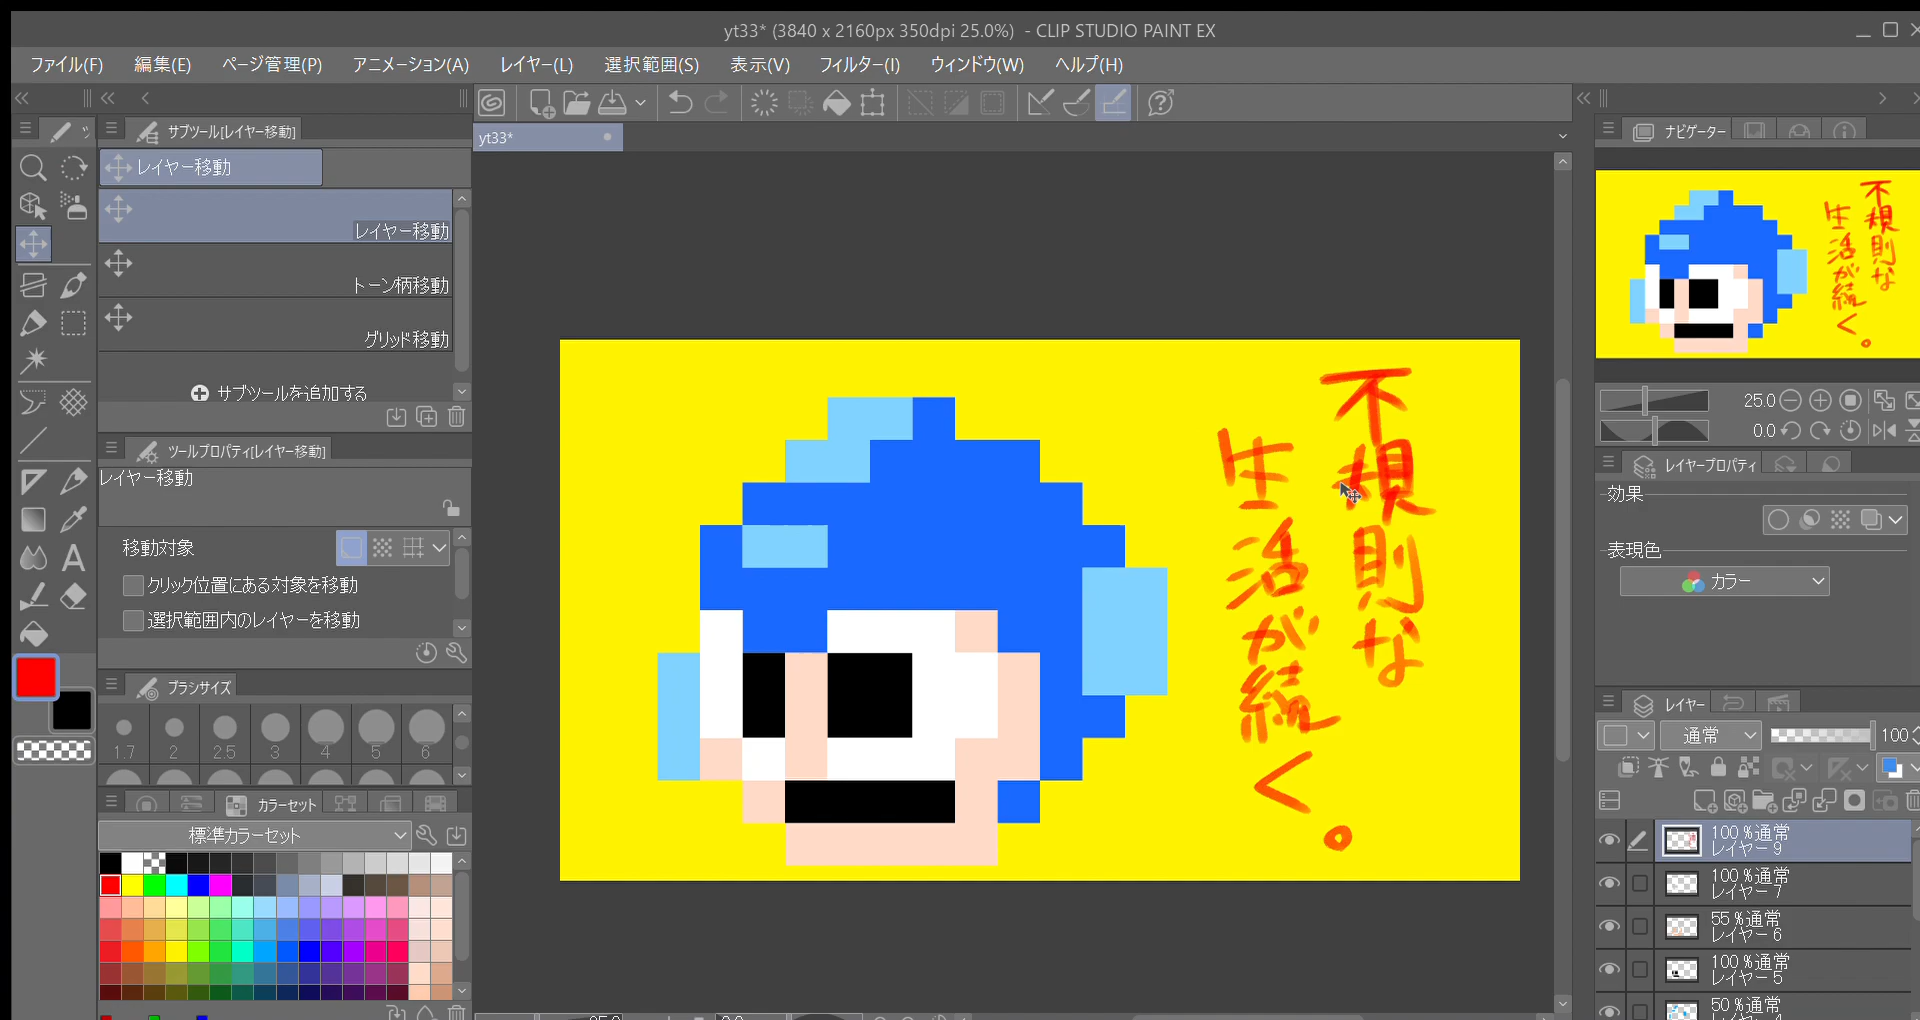 yt33* (3840 x 2160px 350dpi 25.0%) - CLIP STUDIO PAINT EX
ファイル(F) 編集(E) ページ管理(P) アニメーション(A) レイヤー(L) 選択範囲(S) 表示(V) フィルター(I) ウィンドウ(W) ヘルプ(H)
サブツール[レイヤー移動]
yt33*
レイヤー移動
レイヤー移動
トーン柄移動
グリッド移動
サブツールを追加する
ツールプロパティ[レイヤー移動]
レイヤー移動
移動対象
クリック位置にある対象を移動
選択範囲内のレイヤーを移動
ブラシサイズ
1.7 2 2.5 3 4 5 6
カラーセット
標準カラーセット
不規則な
生活が続く。
ナビゲーター
不規則な
生活が続く。
25.0
0.0
レイヤープロパティ
効果
表現色
カラー
レイヤー
通常 100
100 %通常
レイヤー 9
100 %通常
レイヤー 7
55 %通常
レイヤー 6
100 %通常
レイヤー 5
50 %通常